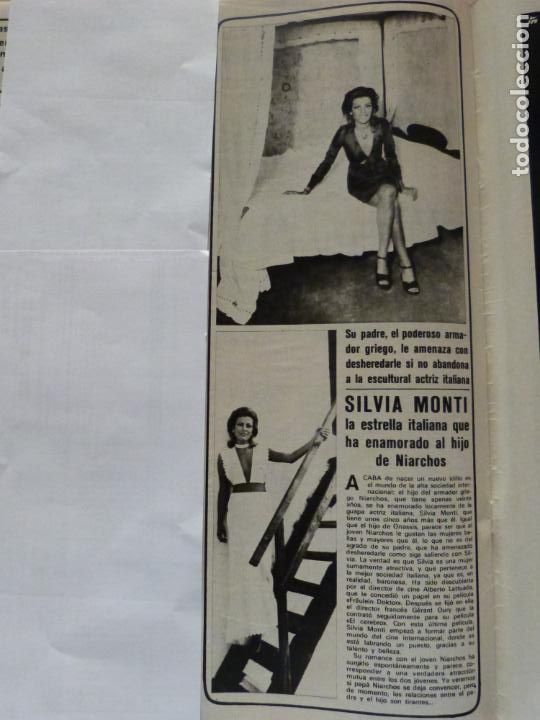 todocoleccion
Su padre, el poderoso arma-
dor griego, le amenaza con
desheredarle si no abandona
a la escultural actriz italiana
SILVIA MONTI
la estrella italiana que
ha enamorado al hijo
de Niarchos
ACABA de nacer un nuevo idilio en
el mundo de la alta sociedad inter-
nacional: el hijo del armador grie-
go Niarchos, que tiene apenas veinte
años, se ha enamorado locamente de la
guapa actriz italiana, Silvia Monti, que
tiene unos cinco años más que él. Igual
que el hijo de Onassis, parece ser que al
joven Niarchos le gustan las mujeres be-
llas y mayores que él, lo que no es del
agrado de su padre, que ha amenazado
desheredarle como siga saliendo con Sil-
via. La verdad es que Silvia es una mujer
sumamente atractiva, y que pertenece a
la mejor sociedad italiana, ya que es, en
realidad, baronesa. Ha sido descubierta
por el director de cine Alberto Lattuada,
que le concedió un papel en su película
«Fräulein Doktor». Después se fijó en ella
el director francés Gérard Oury que la
contrató seguidamente para su película
«El cerebro». Con esta última película,
Silvia Monti empezó a formar parte del
mundo del cine internacional, donde se
está labrando un puesto, gracias a su
talento y belleza.
Su romance con el joven Niarchos ha
surgido espontáneamente y parece co-
rresponder a una verdadera atracción
mutua entre los dos jóvenes. Ya veremos
si papá Niarchos se deja convencer, pero
de momento, las relaciones entre el pa-
dre y el hijo son tirantes...